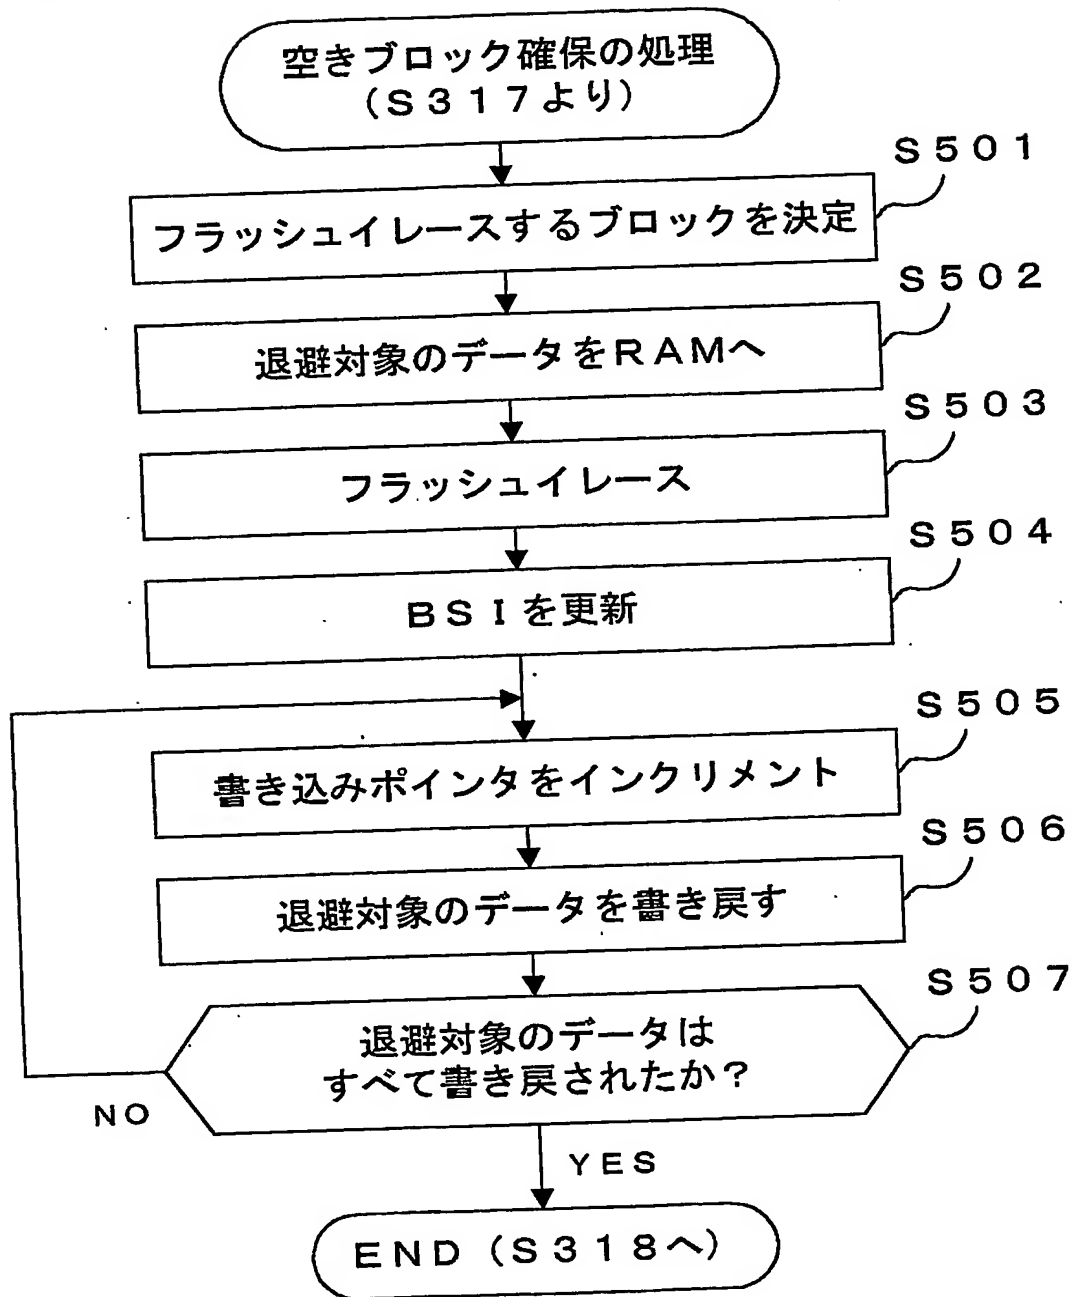 空きブロック確保の処理
(S317より)
S501
フラッシュイレースするブロックを決定
S502
退避対象のデータをRAMへ
S503
フラッシュイレース
S504
BSIを更新
S505
書き込みポインタをインクリメント
S506
退避対象のデータを書き戻す
S507
退避対象のデータは
すべて書き戻されたか?
NO
YES
END(S318へ)